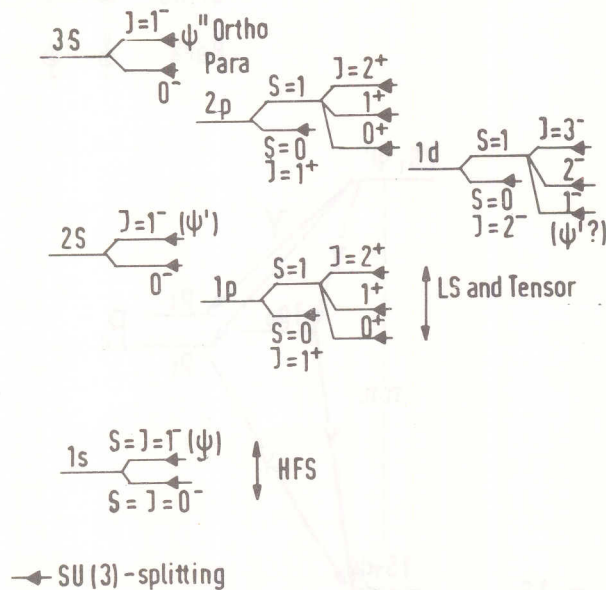 J=1⁻ ψ" Ortho
3S
Para
0⁻
S=1 J=2⁺
2p 1⁺
0⁺
S=0
J=1⁺
S=1 J=3⁻
1d 2⁻
S=0 1⁻
J=2⁻ (ψ'?)
J=1⁻ (ψ')
2S
0⁻
S=1 J=2⁺
1p 1⁺
0⁺
S=0
J=1⁺
LS and Tensor
S=J=1⁻(ψ)
1s
HFS
S=J=0⁻
SU(3)-splitting